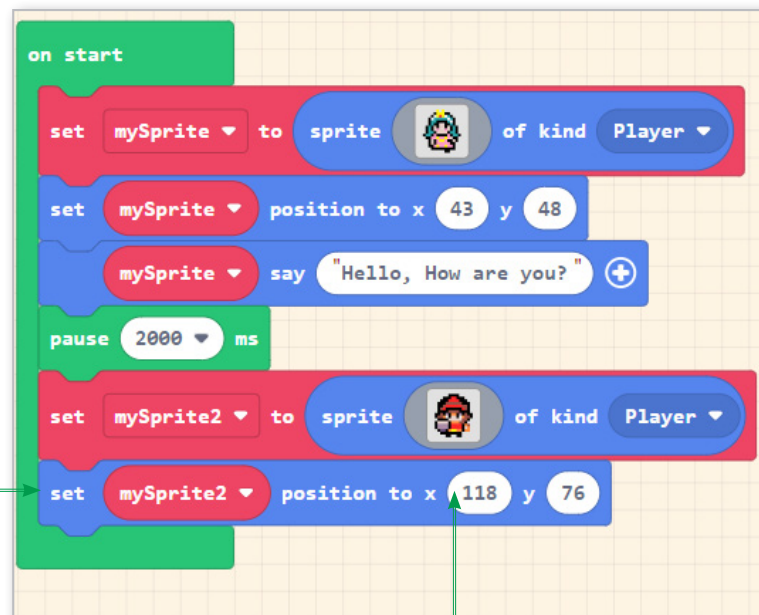 on start
set mySprite to sprite of kind Player
set mySprite position to x 43 y 48
mySprite say "Hello, How are you?"
pause 2000 ms
set mySprite2 to sprite of kind Player
set mySprite2 position to x 118 y 76